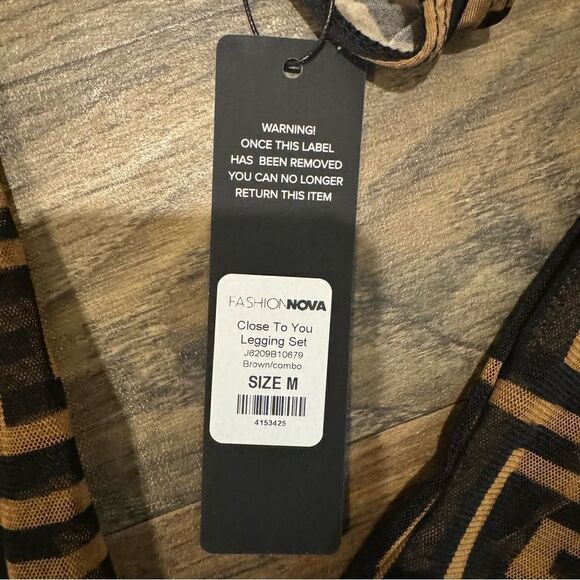 WARNING!
ONCE THIS LABEL
HAS BEEN REMOVED
YOU CAN NO LONGER
RETURN THIS ITEM
FASHIONNOVA
Close To You
Legging Set
J6209B10679
Brown/combo
SIZE M
4153425